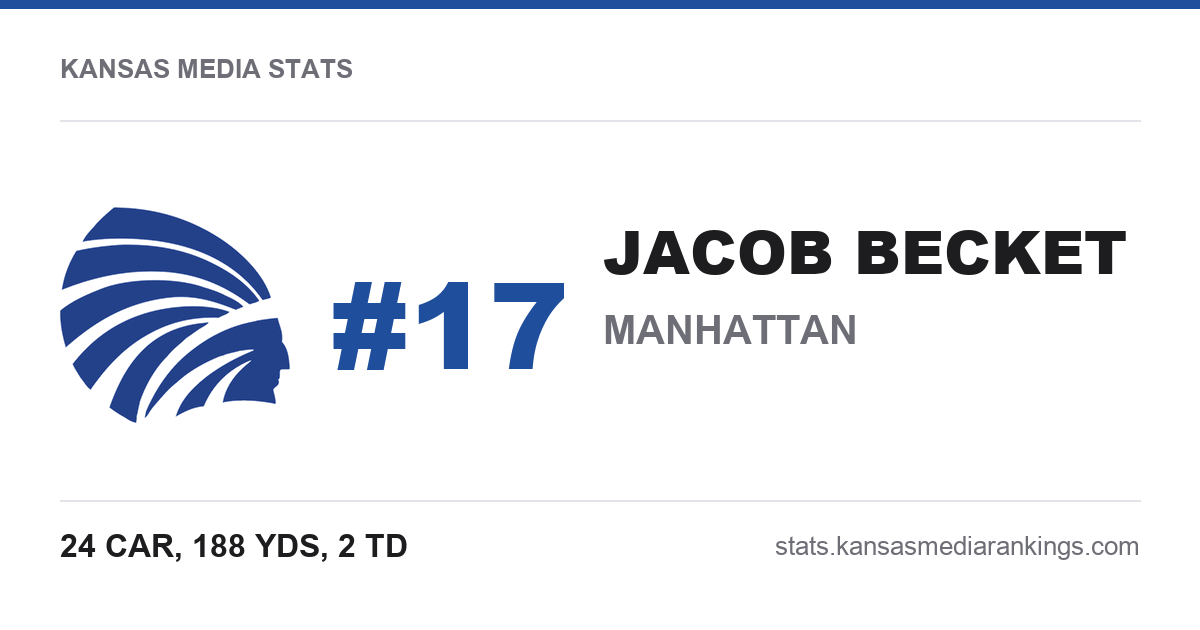 KANSAS MEDIA STATS
#17
JACOB BECKET
MANHATTAN
24 CAR, 188 YDS, 2 TD
stats.kansasmediarankings.com